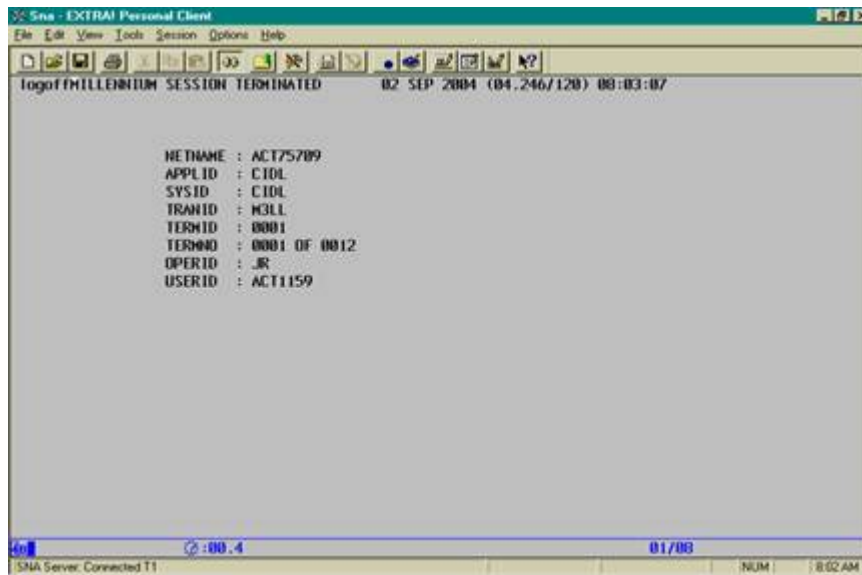 Sna - EXTRA! Personal Client
File Edit View Tools Session Options Help
logoffMILLENNIUM SESSION TERMINATED 02 SEP 2004 (04.246/120) 08:03:07
NETNAME : ACT75709
APPLID : CIDL
SYSID : CIDL
TRANID : M3LL
TERMID : 0001
TERMNO : 0001 OF 0012
OPERID : JR
USERID : ACT1159
:00.4 01/08
SNA Server: Connected T1 NUM 8:02 AM